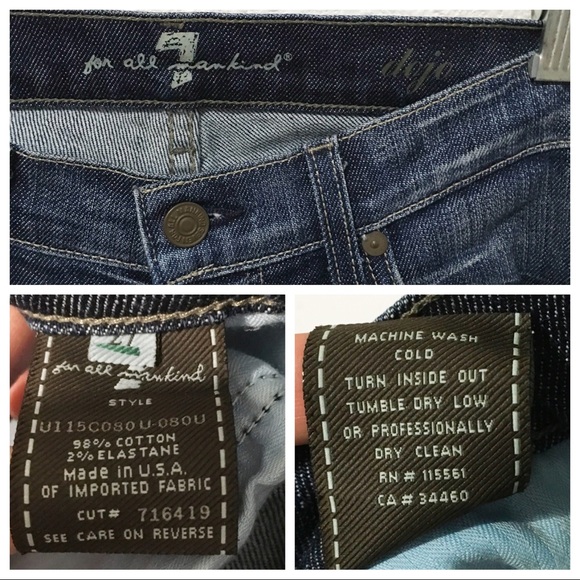 7 for all mankind®
dojo
7
for all mankind
STYLE
U115C080U-080U
98% COTTON
2% ELASTANE
Made in U.S.A.
OF IMPORTED FABRIC
CUT# 716419
SEE CARE ON REVERSE
MACHINE WASH
COLD
TURN INSIDE OUT
TUMBLE DRY LOW
OR PROFESSIONALLY
DRY CLEAN
RN# 115561
CA# 34460